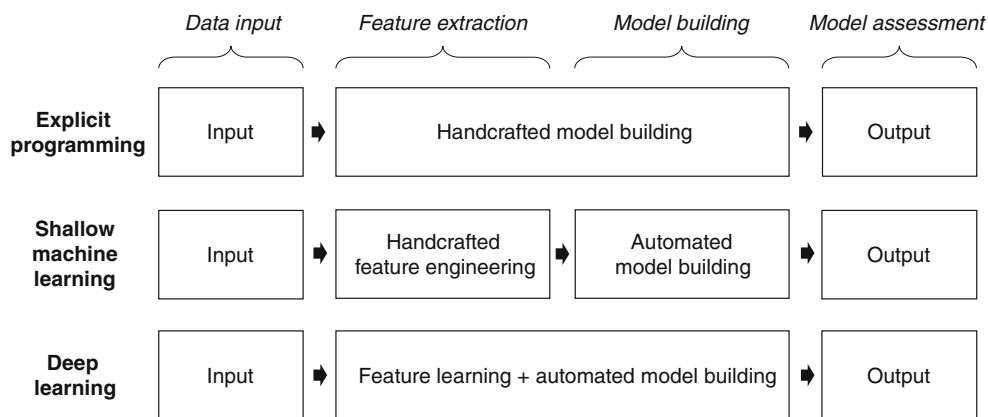 Data input
Feature extraction
Model building
Model assessment
Explicit
programming
Input
Handcrafted model building
Output
Shallow
machine
learning
Input
Handcrafted
feature engineering
Automated
model building
Output
Deep
learning
Input
Feature learning + automated model building
Output